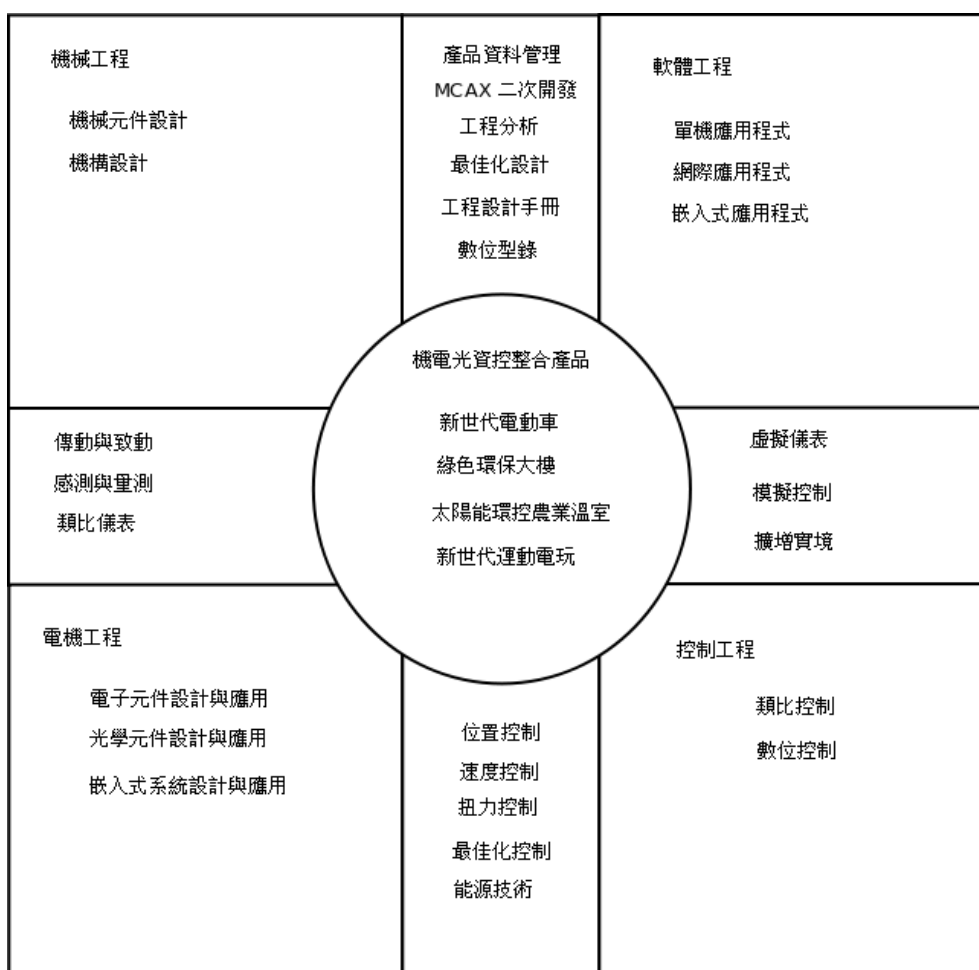 機械工程
機械元件設計
機構設計
產品資料管理
MCAX 二次開發
工程分析
最佳化設計
工程設計手冊
數位型錄
軟體工程
單機應用程式
網際應用程式
嵌入式應用程式
傳動與致動
感測與量測
類比儀表
機電光資控整合產品
新世代電動車
綠色環保大樓
太陽能環控農業溫室
新世代運動電玩
虛擬儀表
模擬控制
擴增實境
電機工程
電子元件設計與應用
光學元件設計與應用
嵌入式系統設計與應用
位置控制
速度控制
扭力控制
最佳化控制
能源技術
控制工程
類比控制
數位控制